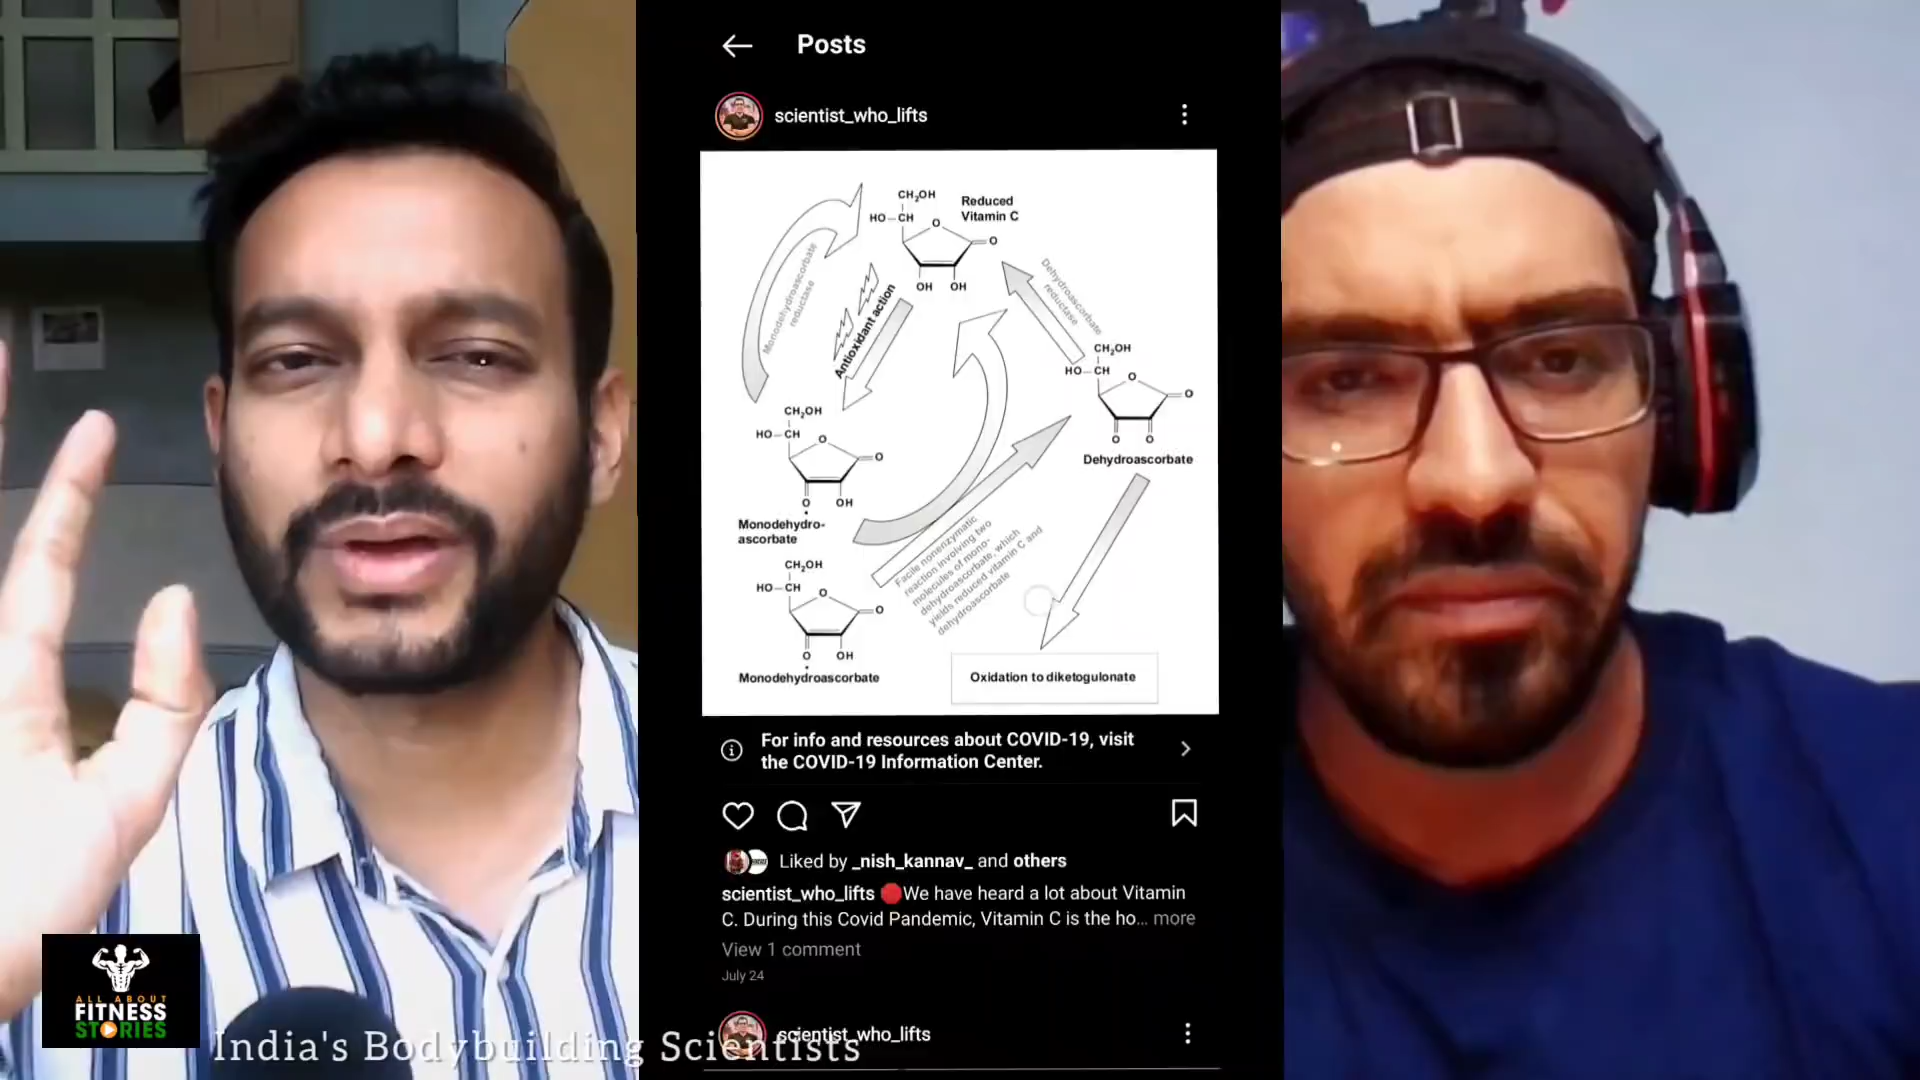 Posts
scientist_who_lifts
CH₂OH
HO–CH
O
O
OH OH
Reduced
Vitamin C
Monodehydroascorbate
reductase
Antioxidant action
Dehydroascorbate
reductase
CH₂OH
HO–CH
O
O
O O
Dehydroascorbate
CH₂OH
HO–CH
O
O
O OH
Monodehydro-
ascorbate
CH₂OH
HO–CH
O
O
O OH
Monodehydroascorbate
Facile nonenzymatic
reaction involving two
molecules of mono-
dehydroascorbate, which
yields reduced vitamin C and
dehydroascorbate
Oxidation to diketogulonate
For info and resources about COVID-19, visit
the COVID-19 Information Center.
Liked by _nish_kannav_ and others
scientist_who_lifts 🔴We have heard a lot about Vitamin
C. During this Covid Pandemic, Vitamin C is the ho... more
View 1 comment
July 24
scientist_who_lifts
ALL ABOUT
FITNESS
STORIES
India's Bodybuilding Scientists